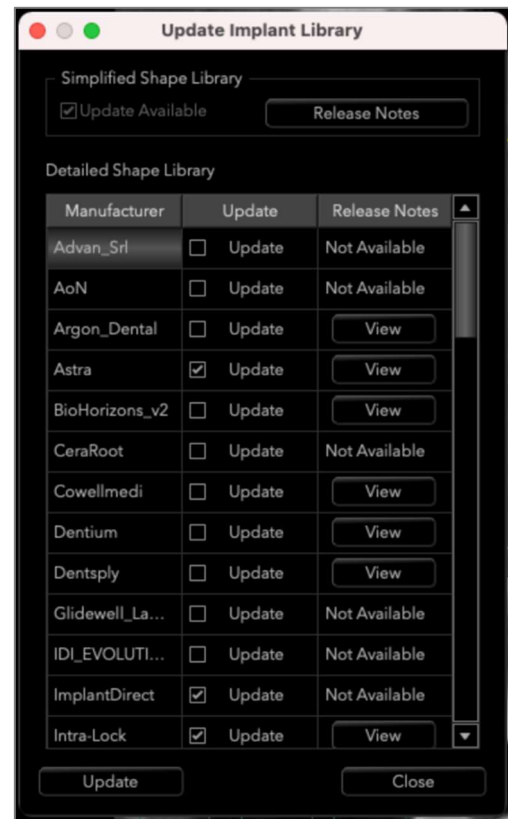 Update Implant Library
Simplified Shape Library
Update Available Release Notes
Detailed Shape Library
Manufacturer Update Release Notes
Advan_Srl Update Not Available
AoN Update Not Available
Argon_Dental Update View
Astra Update View
BioHorizons_v2 Update View
CeraRoot Update Not Available
Cowellmedi Update View
Dentium Update View
Dentsply Update View
Glidewell_La... Update Not Available
IDI_EVOLUTI... Update Not Available
ImplantDirect Update Not Available
Intra-Lock Update View
Update Close